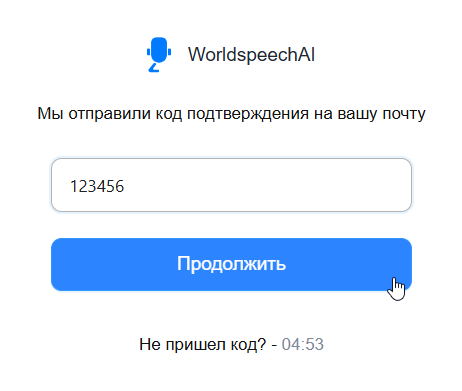 WorldspeechAI
Мы отправили код подтверждения на вашу почту
123456
Продолжить
Не пришел код? - 04:53